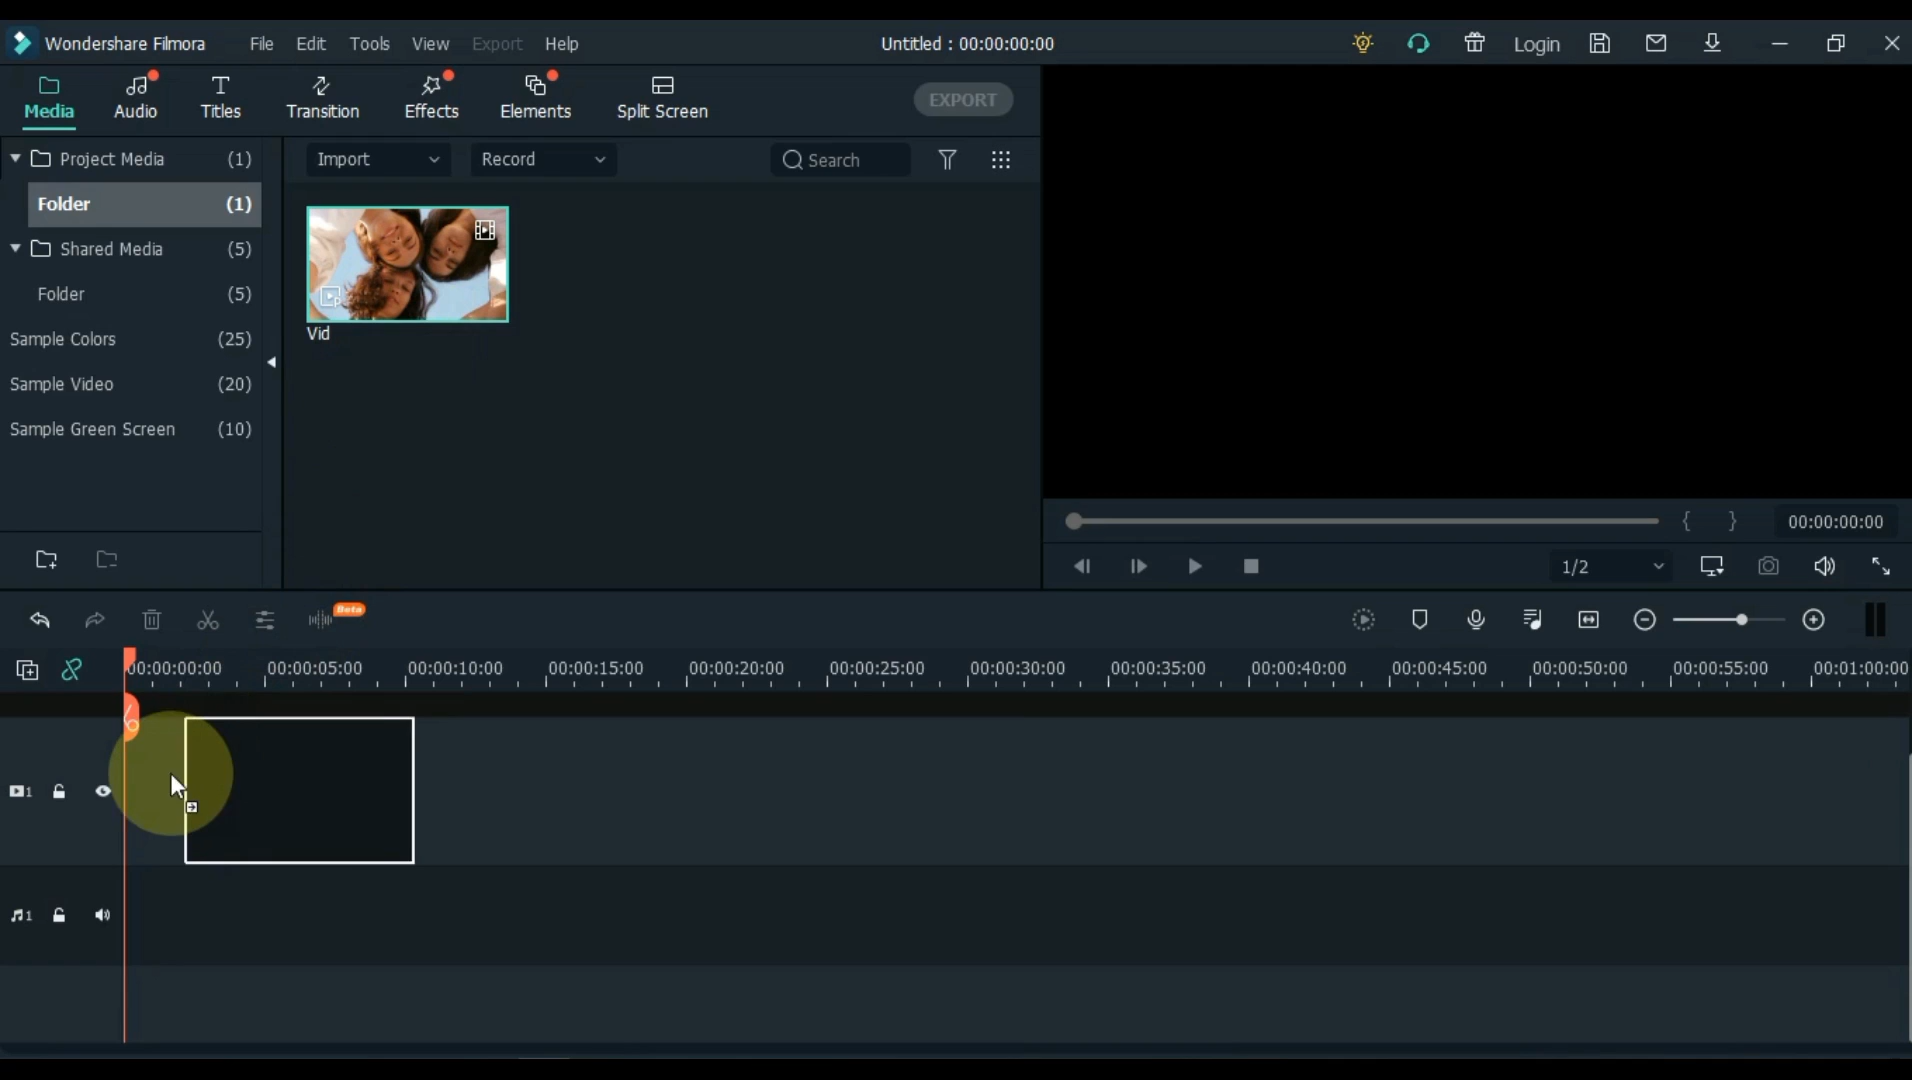 Wondershare Filmora File Edit Tools View Export Help Untitled : 00:00:00:00 Login
Media Audio Titles Transition Effects Elements Split Screen EXPORT
Project Media (1) Import Record Search
Folder (1)
Shared Media (5)
Folder (5)
Vid
Sample Colors (25)
Sample Video (20)
Sample Green Screen (10)
00:00:00:00
1/2
Beta
00:00:00:00 00:00:05:00 00:00:10:00 00:00:15:00 00:00:20:00 00:00:25:00 00:00:30:00 00:00:35:00 00:00:40:00 00:00:45:00 00:00:50:00 00:00:55:00 00:01:00:00
1
1